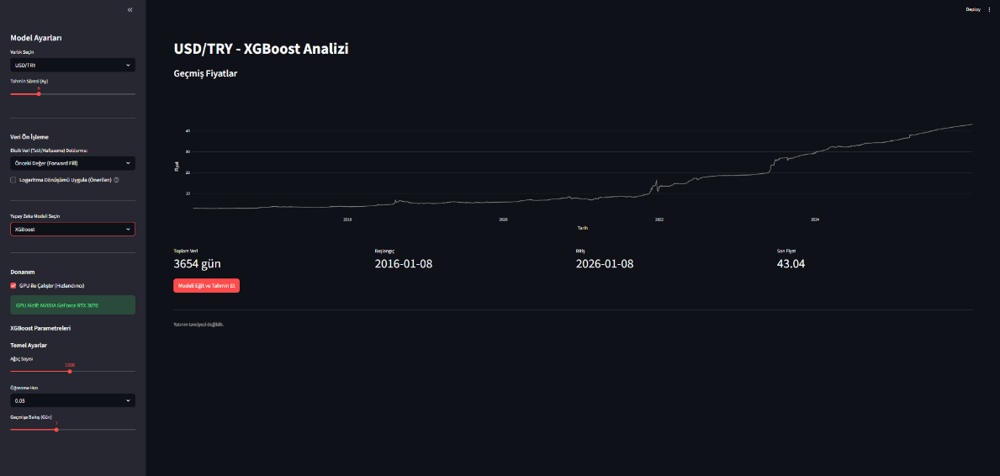 Deploy
Model Ayarları
Varlık Seçin
USD/TRY
Tahmin Süresi (Ay)
Veri Ön İşleme
Eksik Veri (Tatil/Haftasonu) Doldurma:
Önceki Değer (Forward Fill)
Logaritma Dönüşümü Uygula (Önerilen)
Yapay Zeka Modeli Seçin
XGBoost
Donanım
GPU ile Çalıştır (Hızlandırıcı)
GPU Aktif: NVIDIA GeForce RTX 3070
XGBoost Parametreleri
Temel Ayarlar
Ağaç Sayısı
1000
Öğrenme Hızı
0.05
Geçmişe Bakış (Gün)
USD/TRY - XGBoost Analizi
Geçmiş Fiyatlar
40
30
20
10
Fiyat
2018
2020
2022
2024
Tarih
Toplam Veri
3654 gün
Başlangıç
2016-01-08
Bitiş
2026-01-08
Son Fiyat
43.04
Modeli Eğit ve Tahmin Et
Yatırım tavsiyesi değildir.